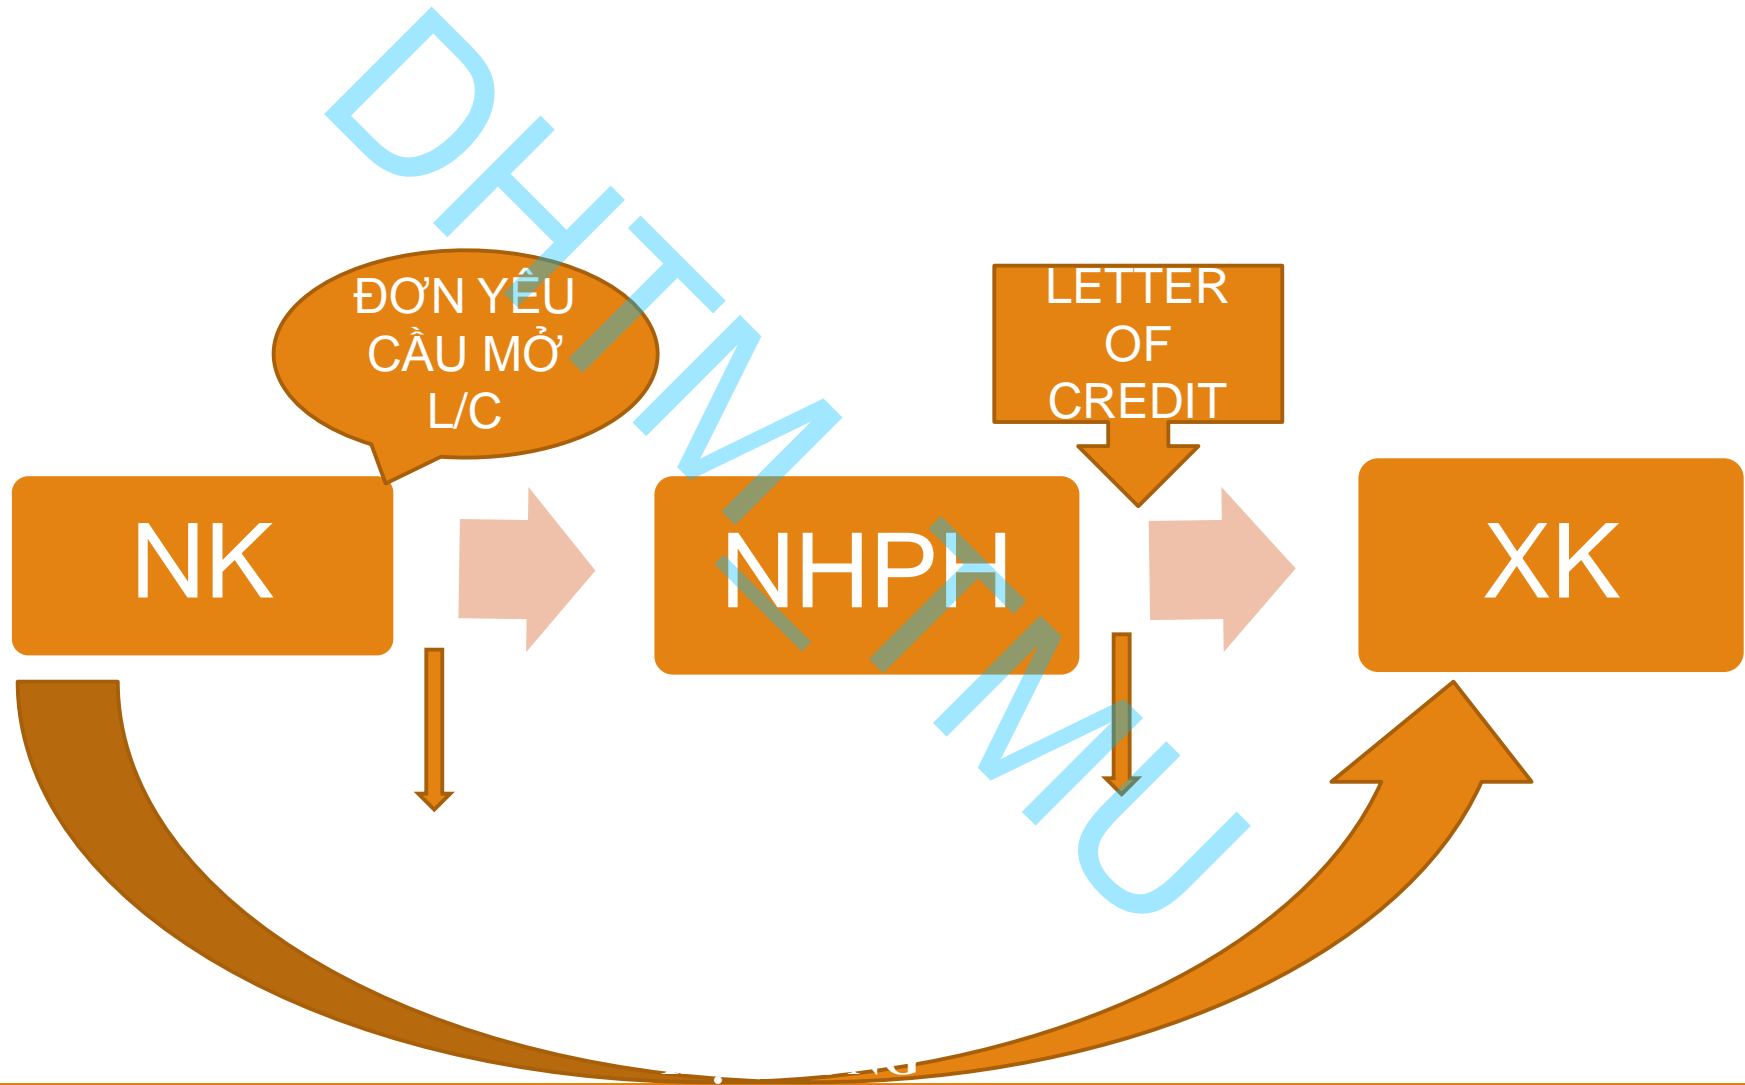 ĐƠN YÊU
CẦU MỞ
L/C
LETTER
OF
CREDIT
NK
NHPH
XK
DHTM_TMU